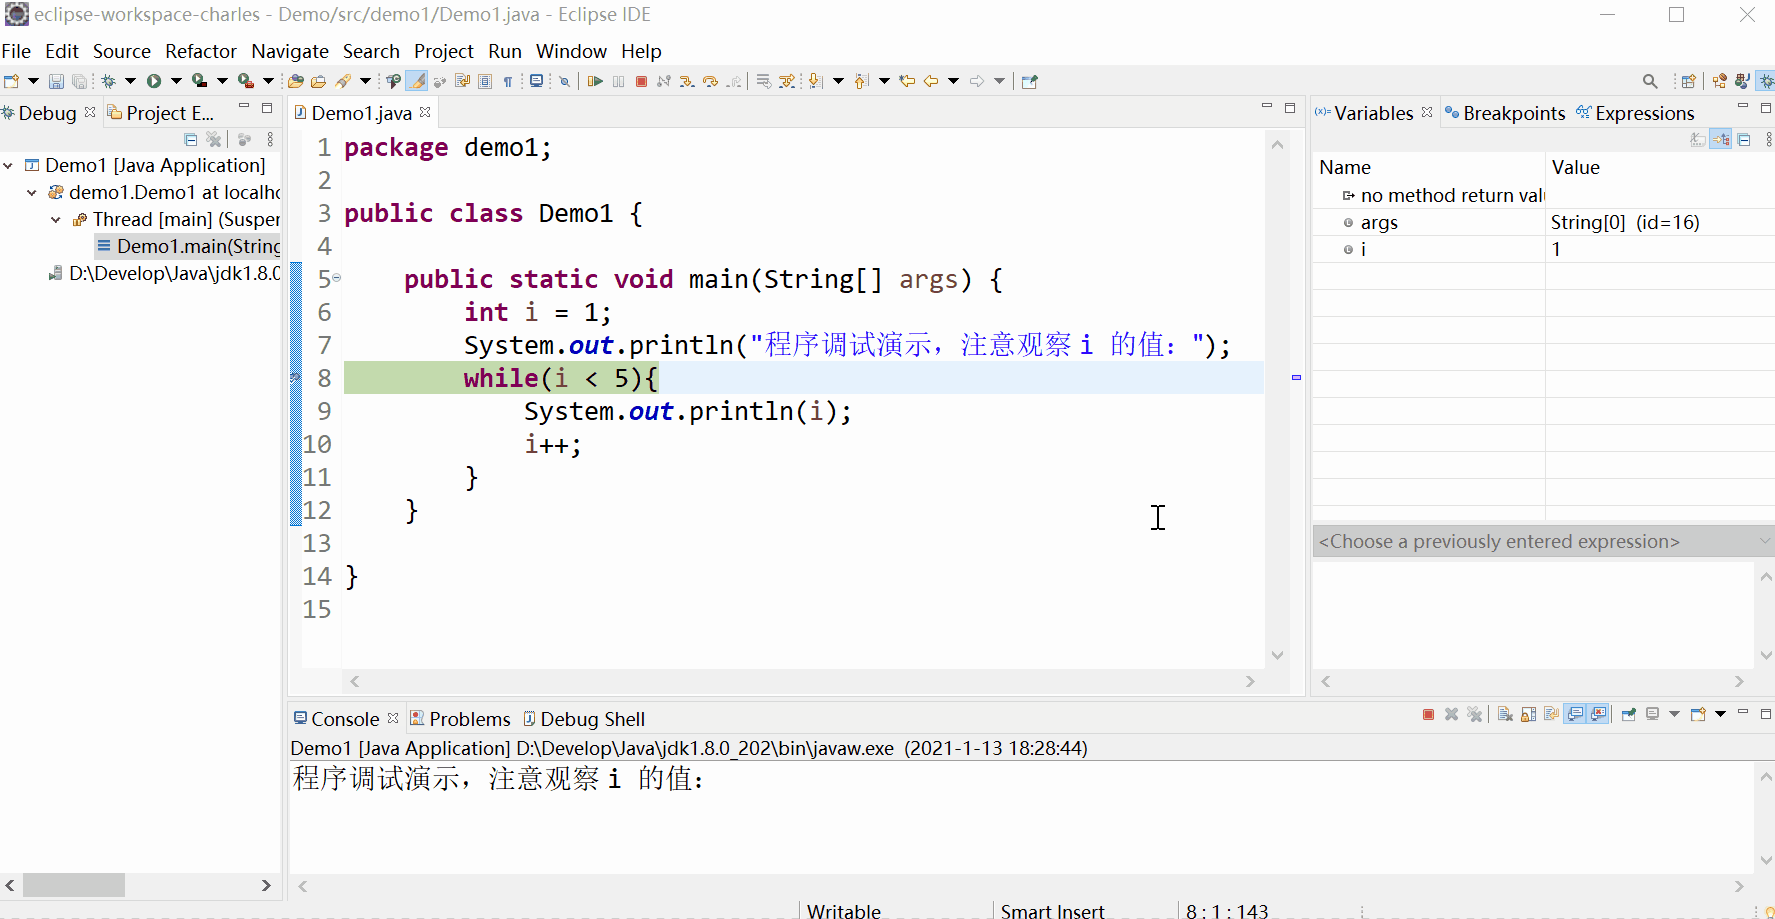 eclipse-workspace-charles - Demo/src/demo1/Demo1.java - Eclipse IDE
File Edit Source Refactor Navigate Search Project Run Window Help
Debug Project E...
Demo1 [Java Application]
demo1.Demo1 at localho
Thread [main] (Susper
Demo1.main(String
D:\Develop\Java\jdk1.8.0
Demo1.java
1 package demo1;
2
3 public class Demo1 {
4
5 public static void main(String[] args) {
6 int i = 1;
7 System.out.println("程序调试演示，注意观察i 的值：");
8 while(i < 5){
9 System.out.println(i);
10 i++;
11 }
12 }
13
14 }
15
Variables Breakpoints Expressions
Name Value
no method return val
args String[0] (id=16)
i 1
<Choose a previously entered expression>
Console Problems Debug Shell
Demo1 [Java Application] D:\Develop\Java\jdk1.8.0_202\bin\javaw.exe (2021-1-13 18:28:44)
程序调试演示，注意观察i 的值：
Writable Smart Insert 8 : 1 : 143